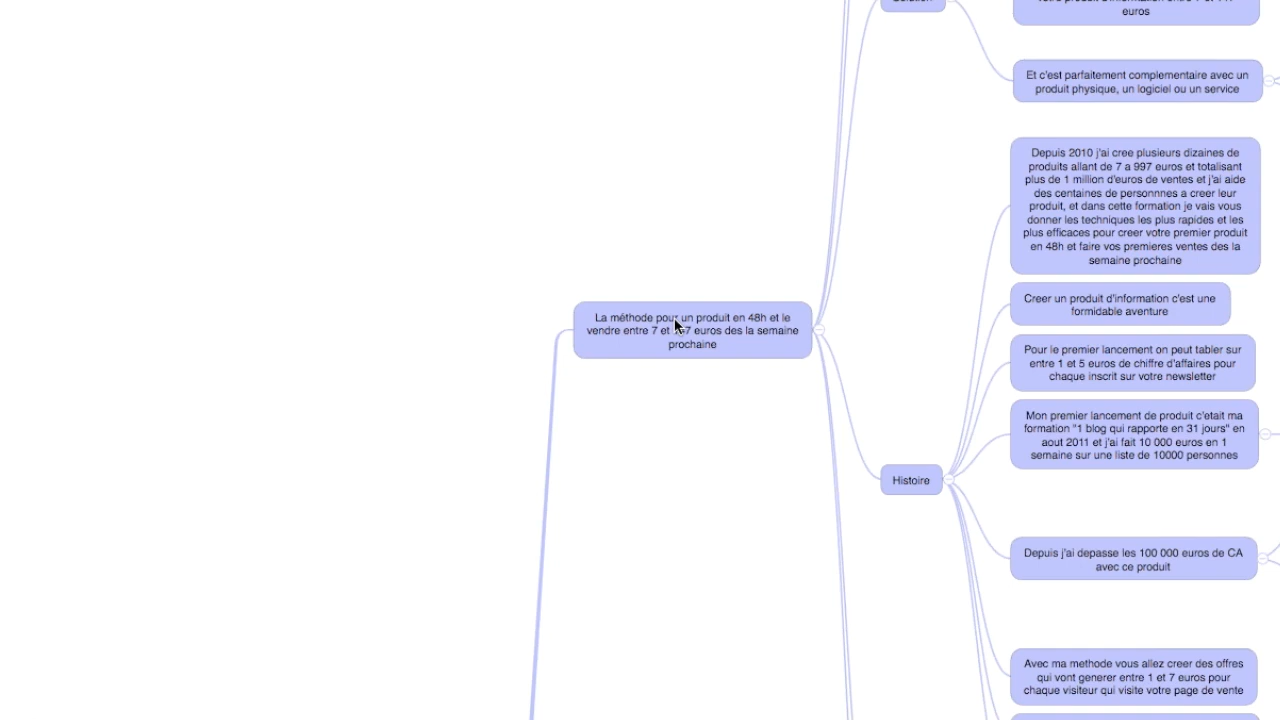 euros
Et c'est parfaitement complementaire avec un
produit physique, un logiciel ou un service
Depuis 2010 j'ai cree plusieurs dizaines de
produits allant de 7 a 997 euros et totalisant
plus de 1 million d'euros de ventes et j'ai aide
des centaines de personnnes a creer leur
produit, et dans cette formation je vais vous
donner les techniques les plus rapides et les
plus efficaces pour creer votre premier produit
en 48h et faire vos premieres ventes des la
semaine prochaine
La méthode pour un produit en 48h et le
vendre entre 7 et euros des la semaine
prochaine
Creer un produit d'information c'est une
formidable aventure
Pour le premier lancement on peut tabler sur
entre 1 et 5 euros de chiffre d'affaires pour
chaque inscrit sur votre newsletter
Mon premier lancement de produit c'etait ma
formation "1 blog qui rapporte en 31 jours" en
aout 2011 et j'ai fait 10 000 euros en 1
semaine sur une liste de 10000 personnes
Histoire
Depuis j'ai depasse les 100 000 euros de CA
avec ce produit
Avec ma methode vous allez creer des offres
qui vont generer entre 1 et 7 euros pour
chaque visiteur qui visite votre page de vente